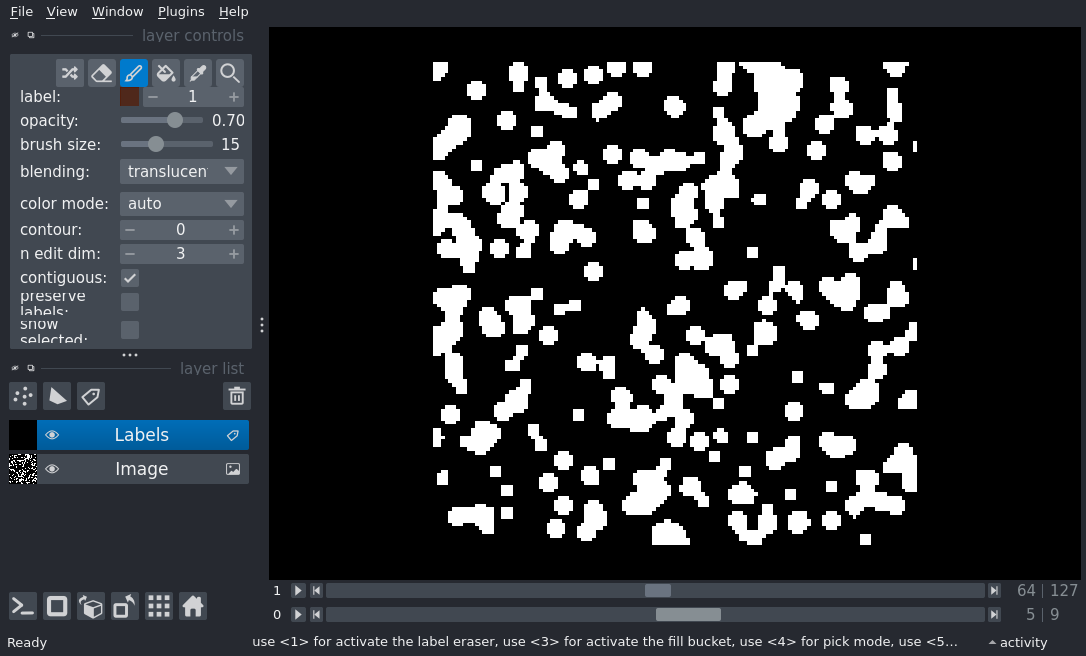 File View Window Plugins Help
layer controls
label: 1
opacity: 0.70
brush size: 15
blending: translucen
color mode: auto
contour: 0
n edit dim: 3
contiguous:
preserve
labels:
show
selected:
layer list
Labels
Image
1 64 | 127
0 5 | 9
Ready use <1> for activate the label eraser, use <3> for activate the fill bucket, use <4> for pick mode, use <5... activity